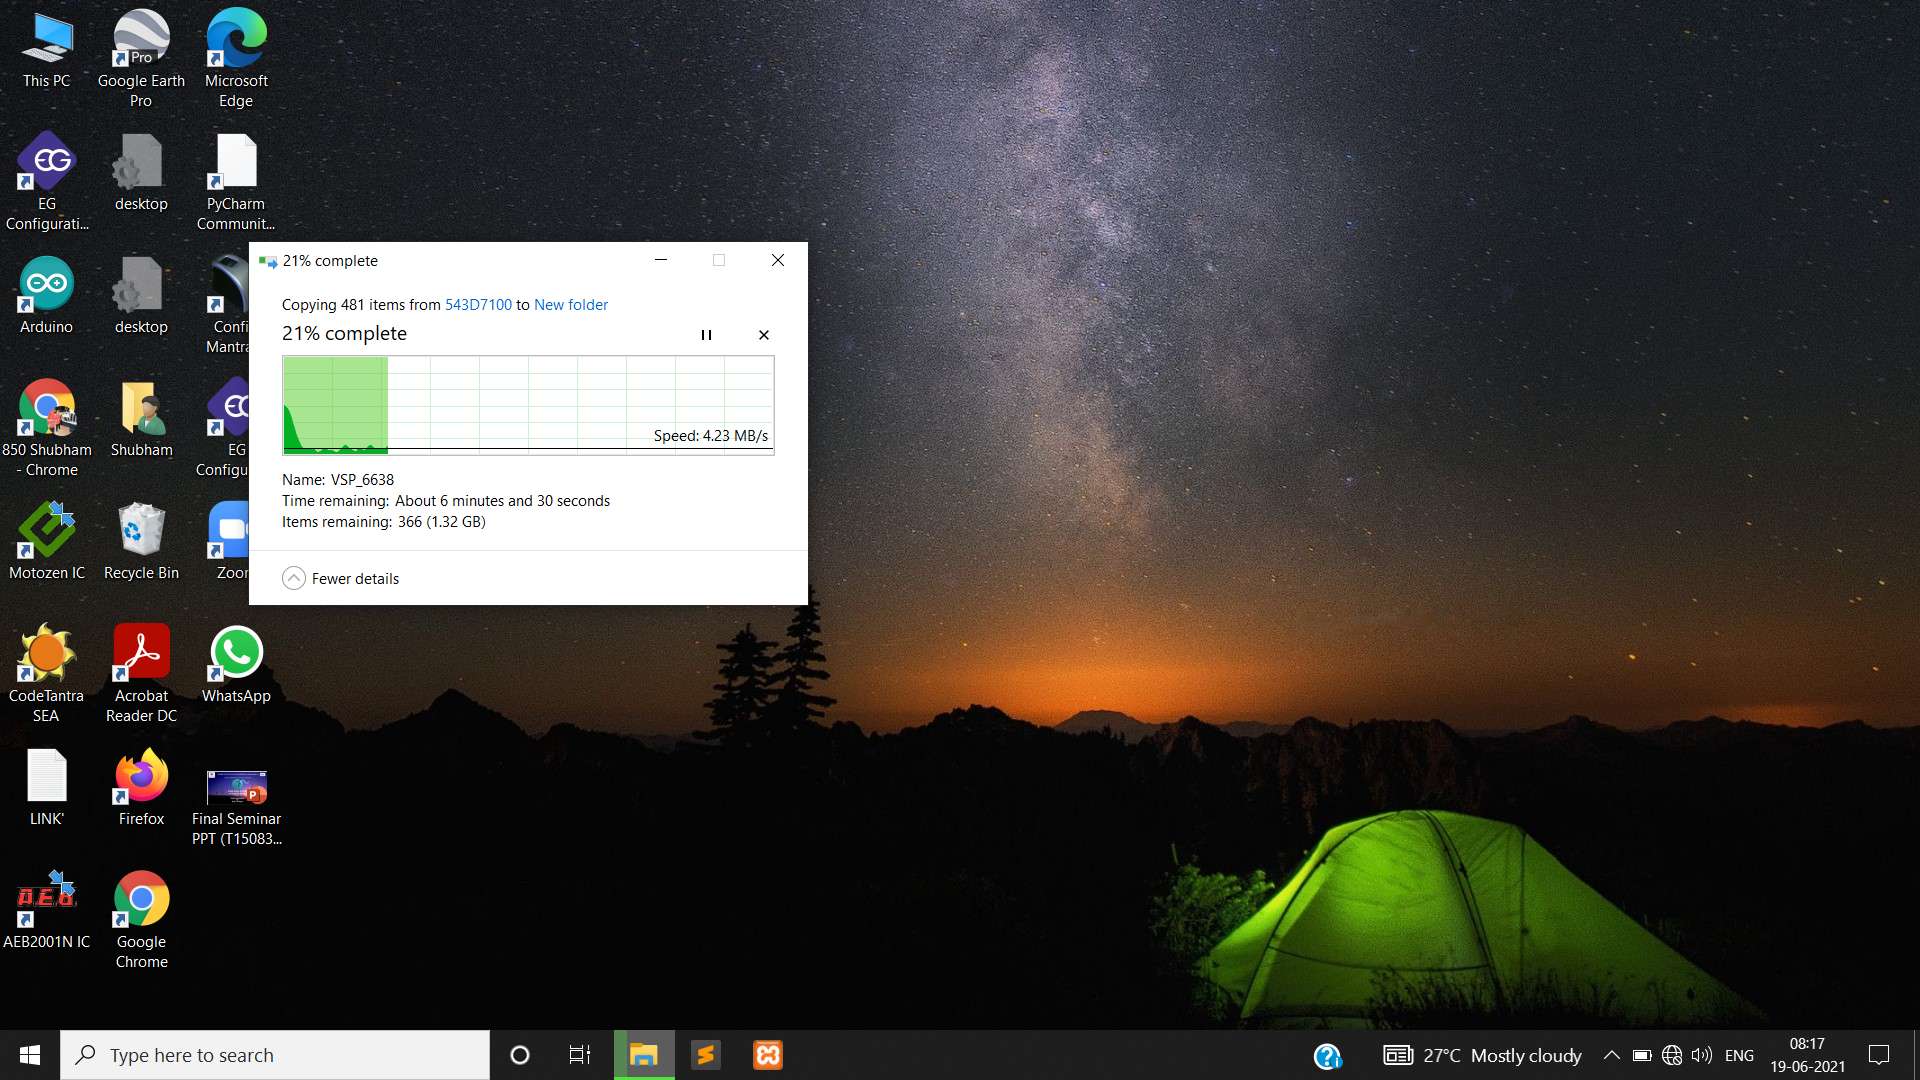 This PC
Pro
Google Earth
Pro
Microsoft
Edge
EG
EG
Configurati...
desktop
PyCharm
Communit...
Arduino
desktop
Confi
Mantra
850 Shubham
- Chrome
Shubham
EG
Configu
Motozen IC
Recycle Bin
Zoo
CodeTantra
SEA
Acrobat
Reader DC
WhatsApp
LINK'
Firefox
Final Seminar
PPT (T15083...
AEB2001N IC
Google
Chrome
21% complete
Copying 481 items from 543D7100 to New folder
21% complete
Speed: 4.23 MB/s
Name: VSP_6638
Time remaining: About 6 minutes and 30 seconds
Items remaining: 366 (1.32 GB)
Fewer details
Type here to search
27°C Mostly cloudy
ENG
08:17
19-06-2021